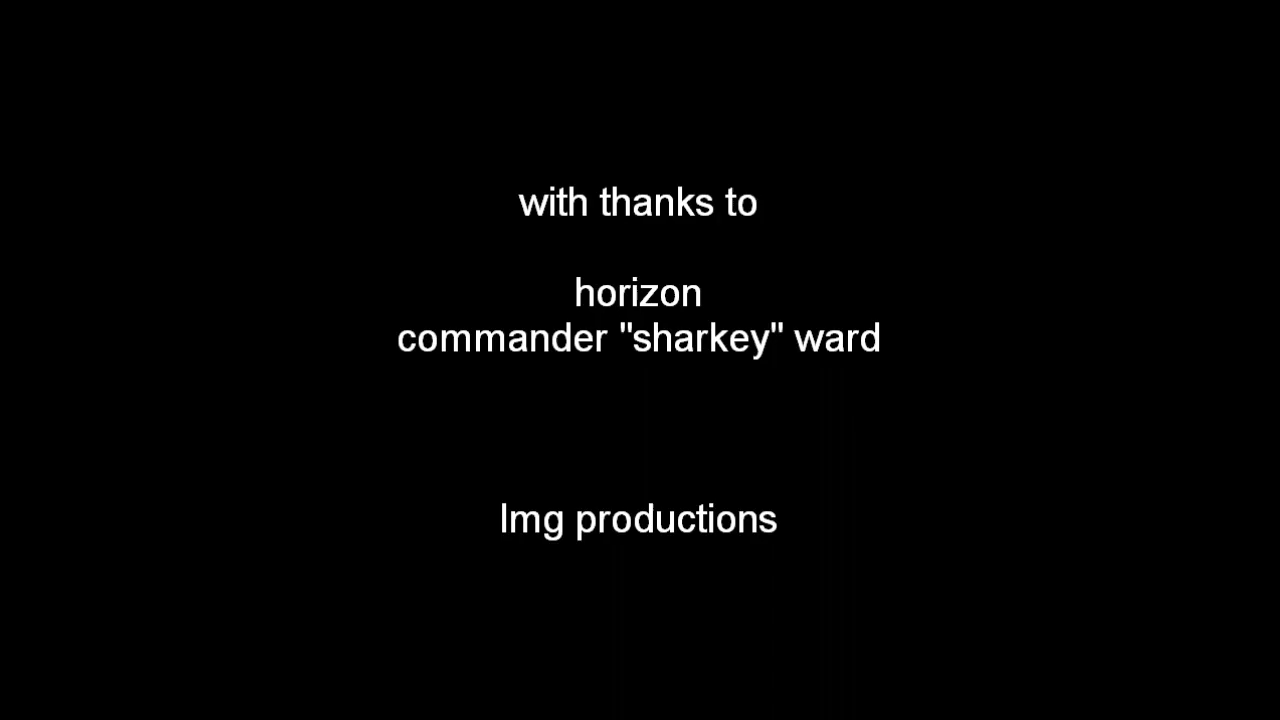 with thanks to
horizon
commander "sharkey" ward
lmg productions